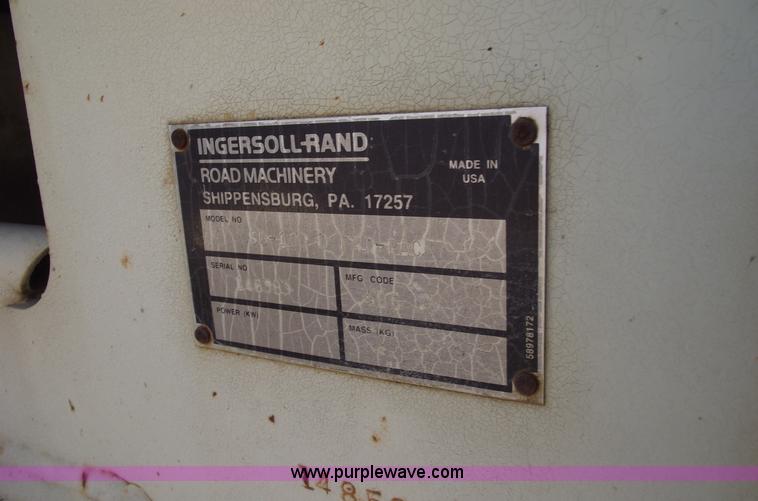 INGERSOLL-RAND
ROAD MACHINERY
SHIPPENSBURG, PA. 17257
MADE IN
USA
MODEL NO
SERIAL NO
MFG CODE
POWER (KW)
MASS (KG)
58978172
www.purplewave.com